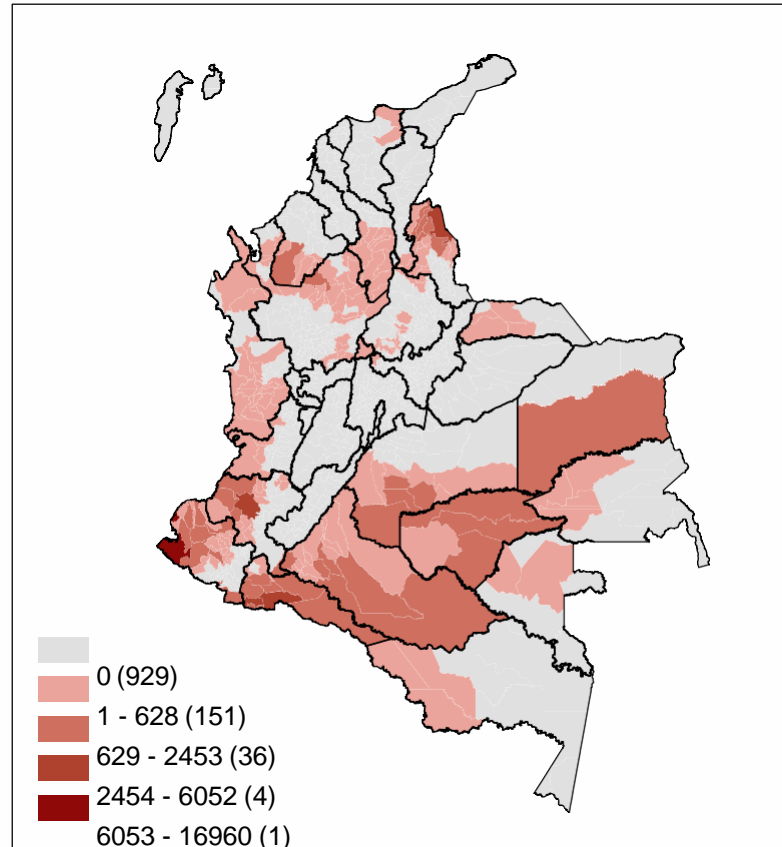 0 (929)
1 - 628 (151)
629 - 2453 (36)
2454 - 6052 (4)
6053 - 16960 (1)